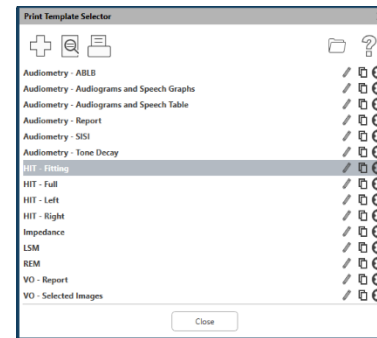 Print Template Selector
Audiometry - ABLB
Audiometry - Audiograms and Speech Graphs
Audiometry - Audiograms and Speech Table
Audiometry - Report
Audiometry - SISI
Audiometry - Tone Decay
HIT - Fitting
HIT - Full
HIT - Left
HIT - Right
Impedance
LSM
REM
VO - Report
VO - Selected Images
Close